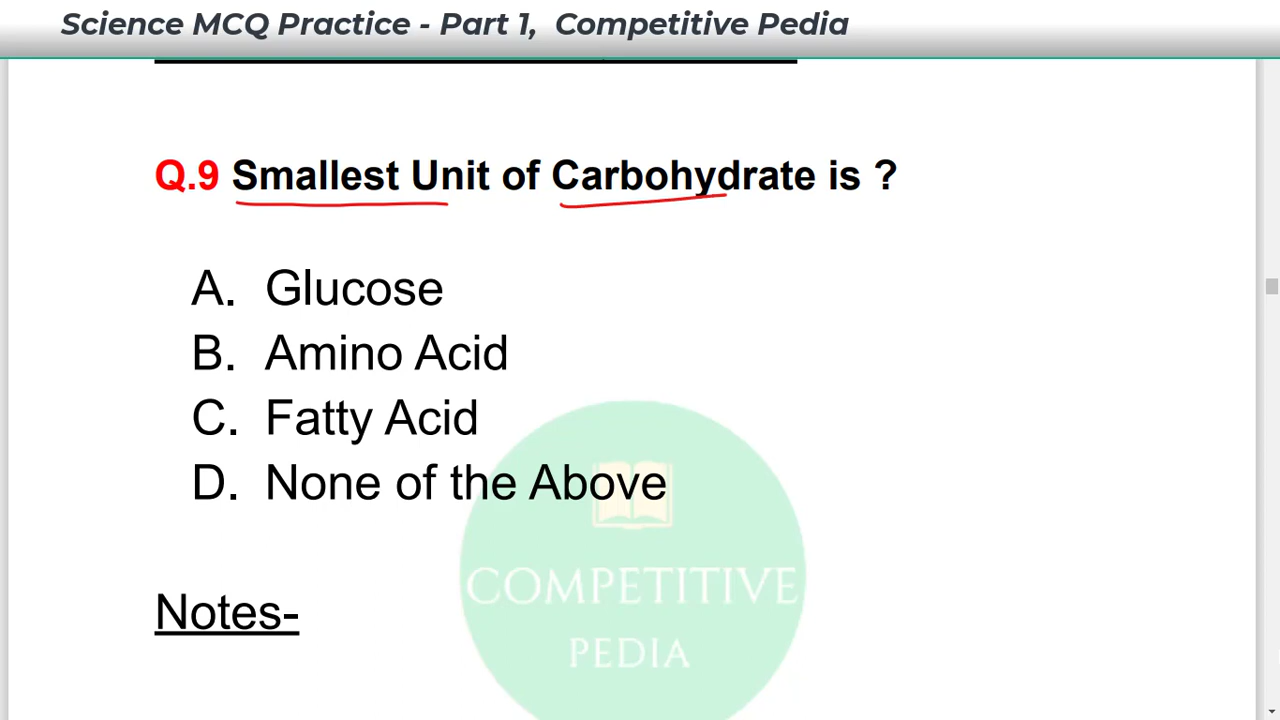 Science MCQ Practice - Part 1, Competitive Pedia
Q.9 Smallest Unit of Carbohydrate is ?
A. Glucose
B. Amino Acid
C. Fatty Acid
D. None of the Above
COMPETITIVE
PEDIA
Notes-